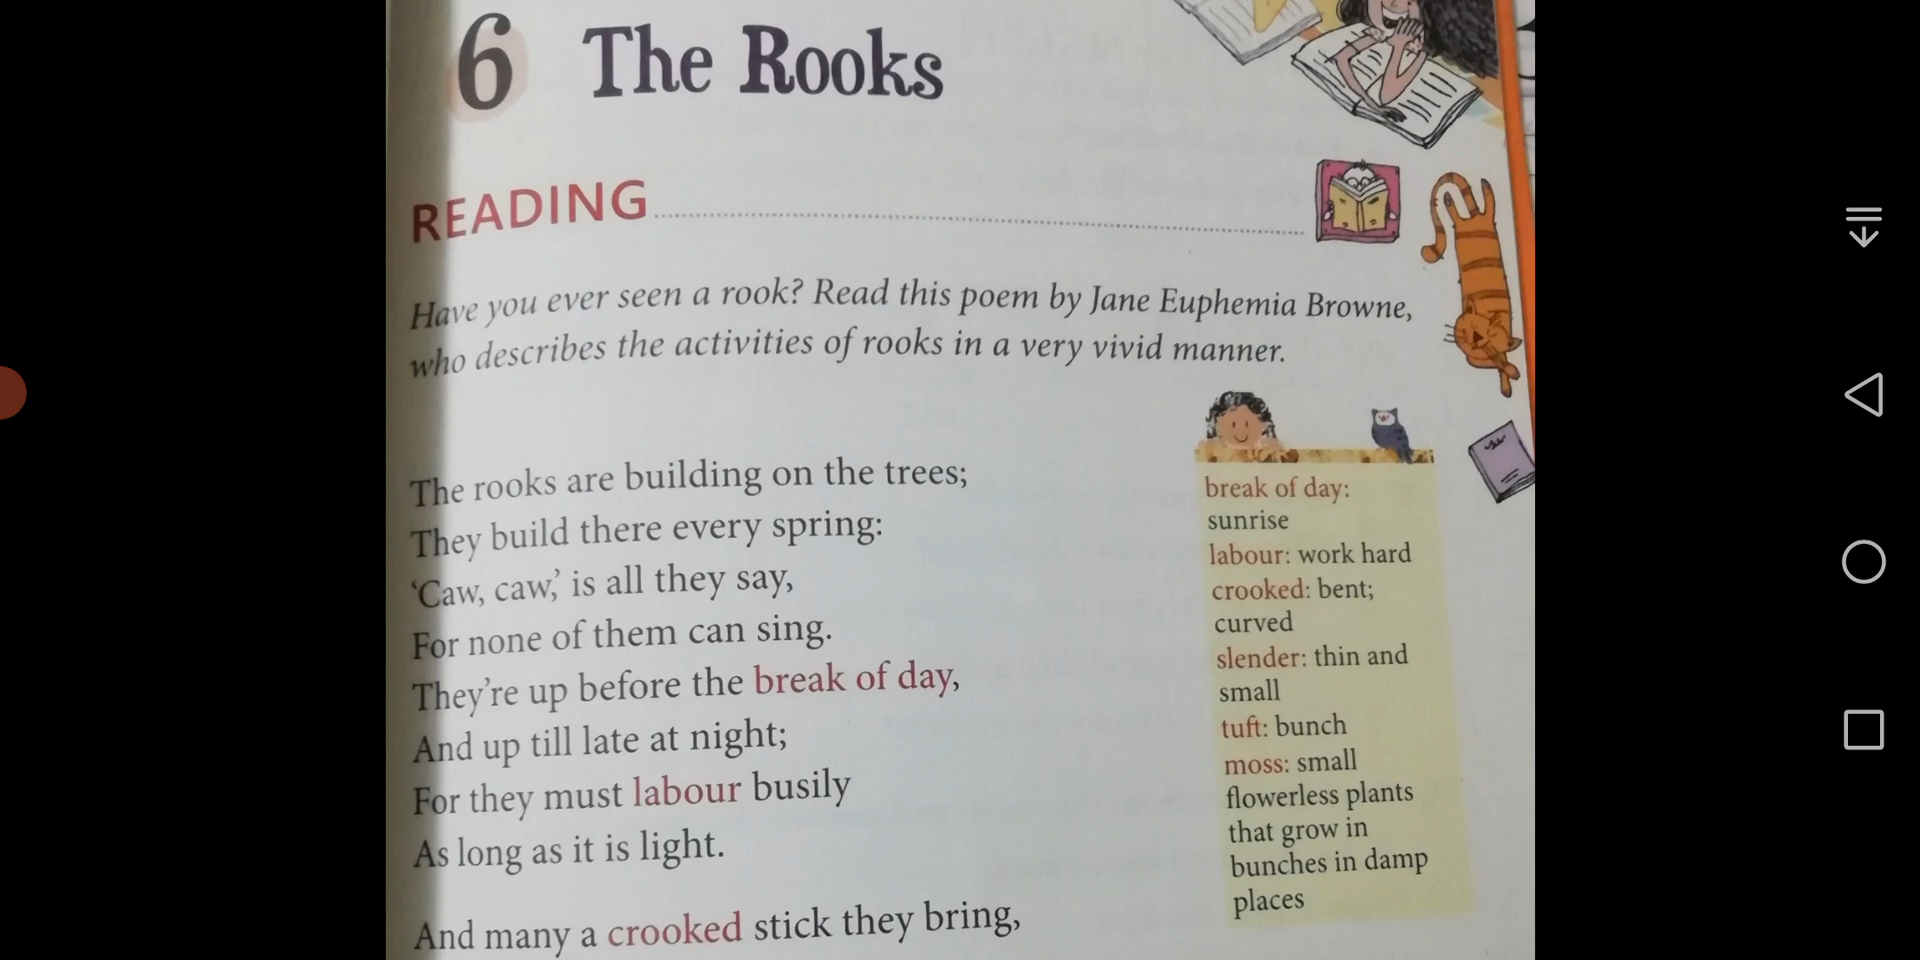 6 The Rooks
READING
Have you ever seen a rook? Read this poem by Jane Euphemia Browne,
who describes the activities of rooks in a very vivid manner.
The rooks are building on the trees;
They build there every spring:
‘Caw, caw,’ is all they say,
For none of them can sing.
They’re up before the break of day,
And up till late at night;
For they must labour busily
As long as it is light.
And many a crooked stick they bring,
break of day:
sunrise
labour: work hard
crooked: bent;
curved
slender: thin and
small
tuft: bunch
moss: small
flowerless plants
that grow in
bunches in damp
places